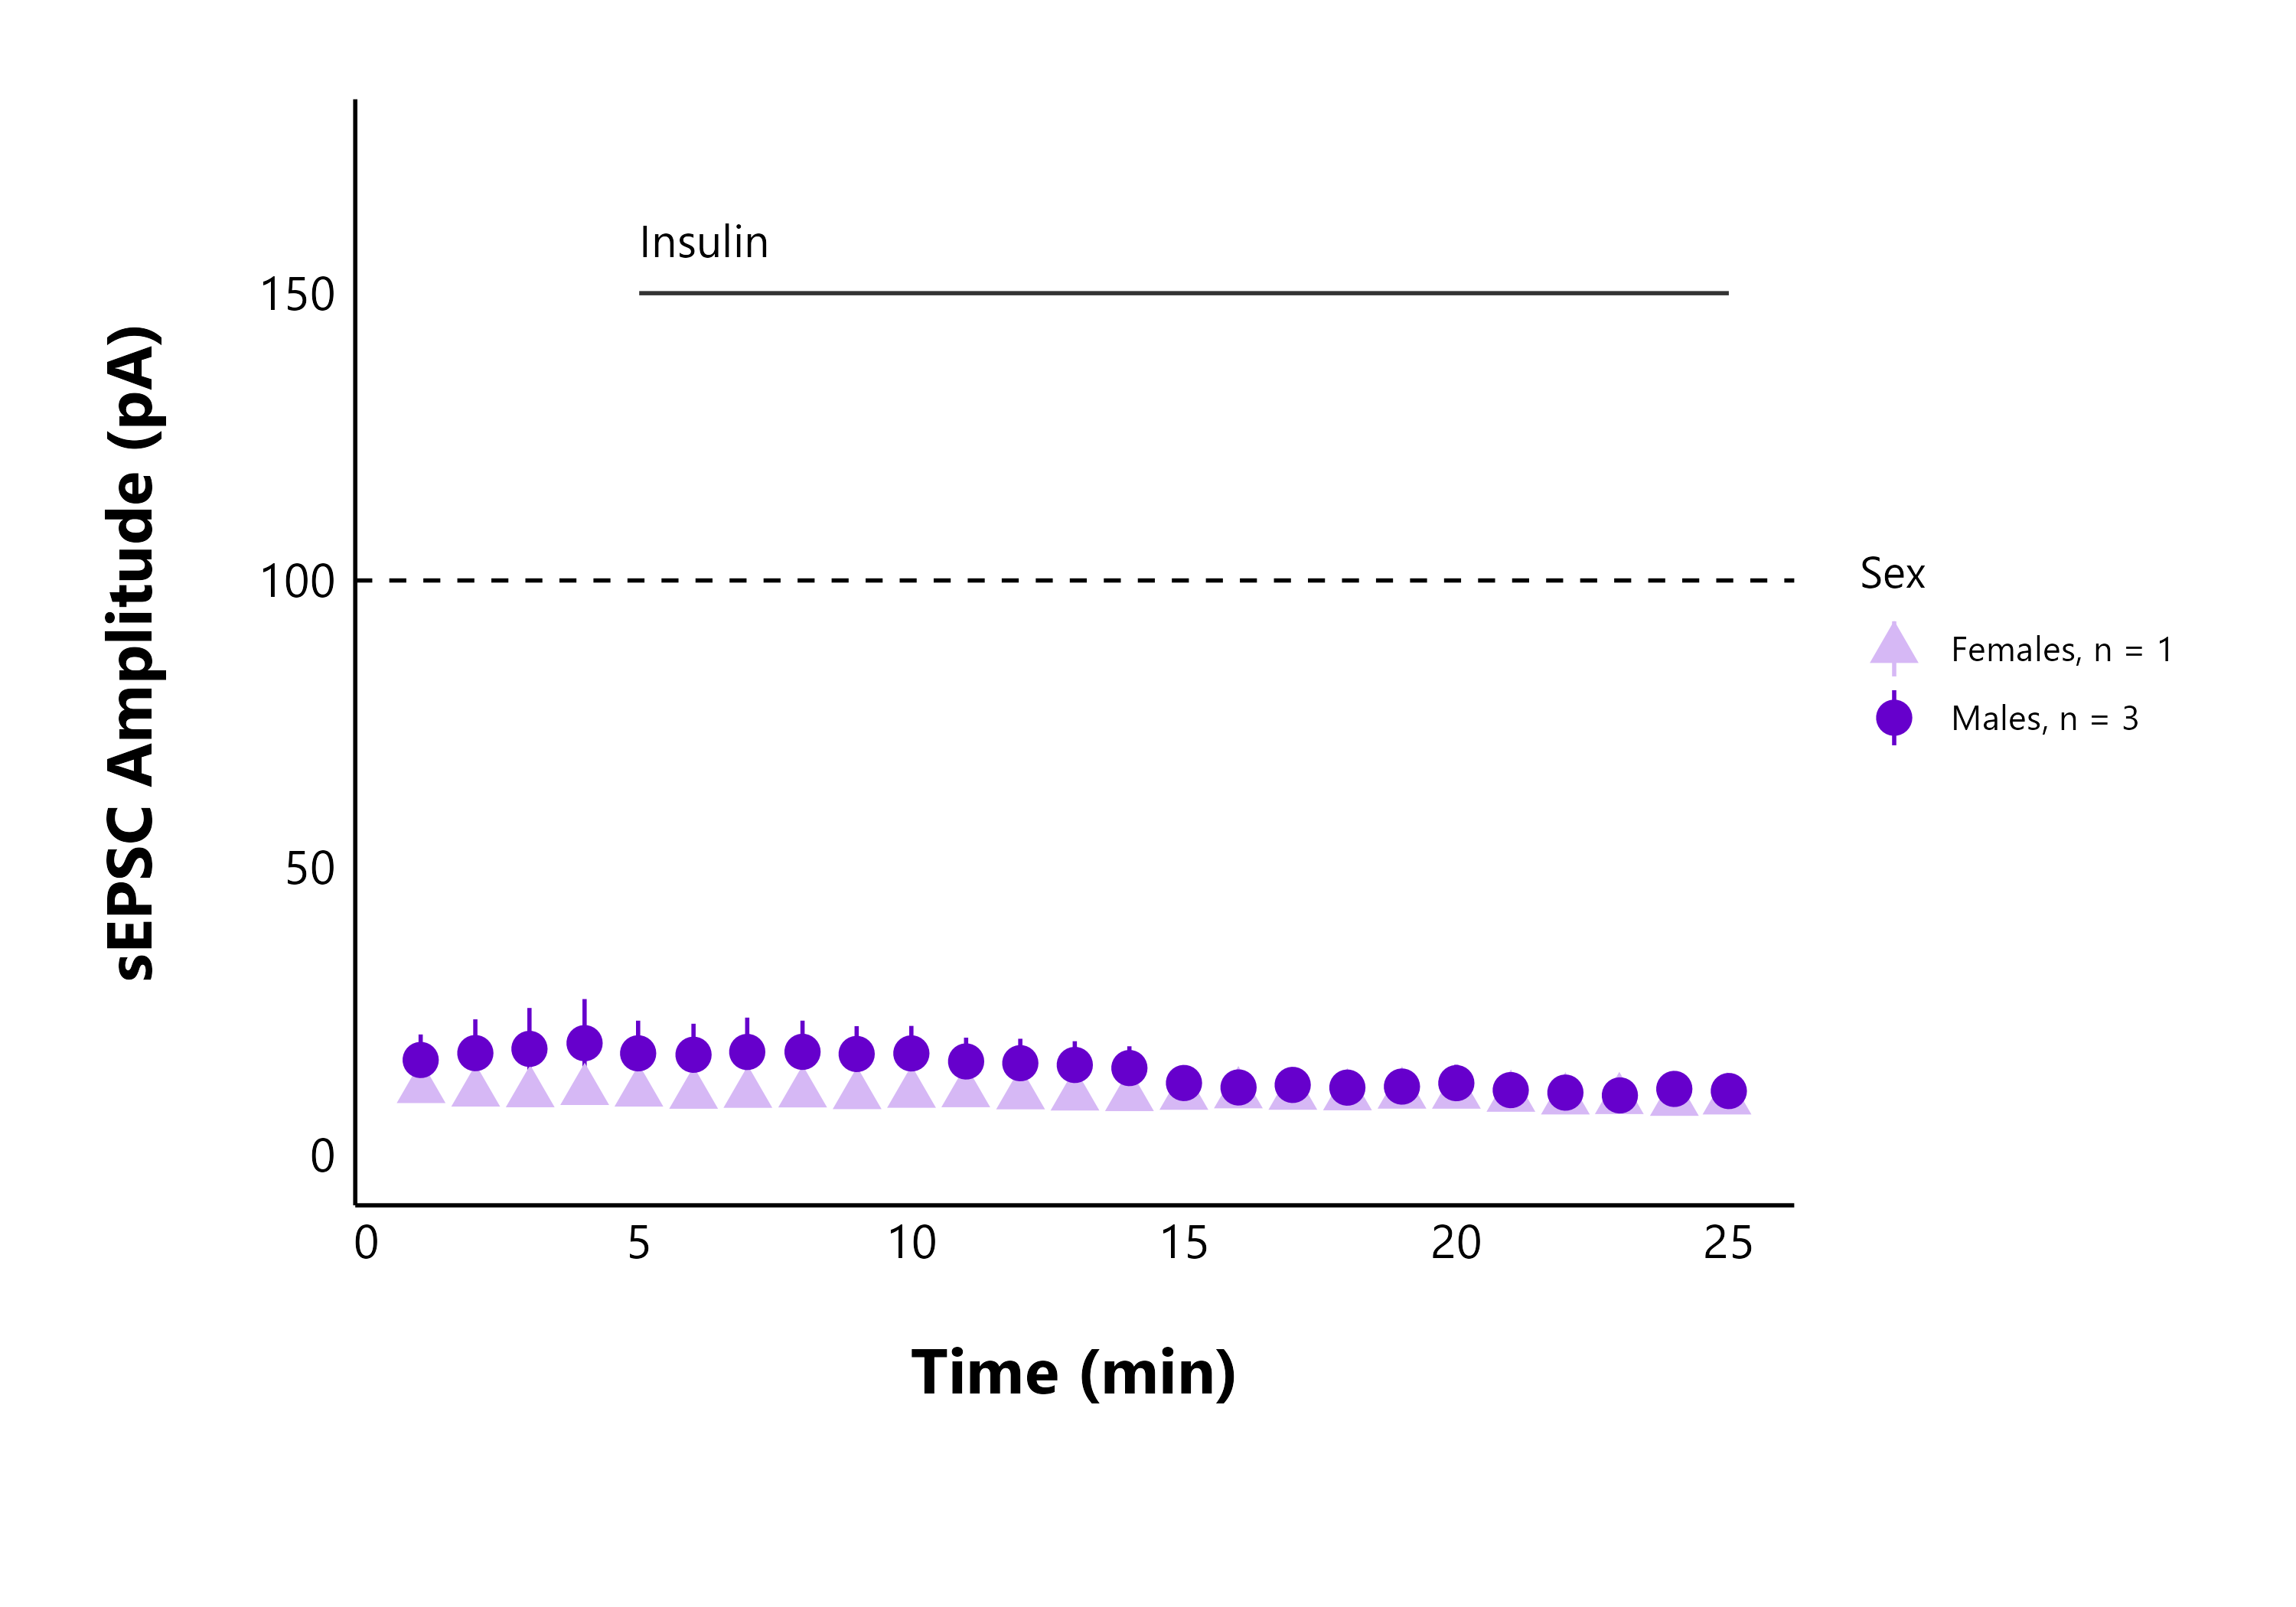 Insulin
150
100
50
0
sEPSC Amplitude (pA)
0 5 10 15 20 25
Time (min)
Sex
Females, n = 1
Males, n = 3